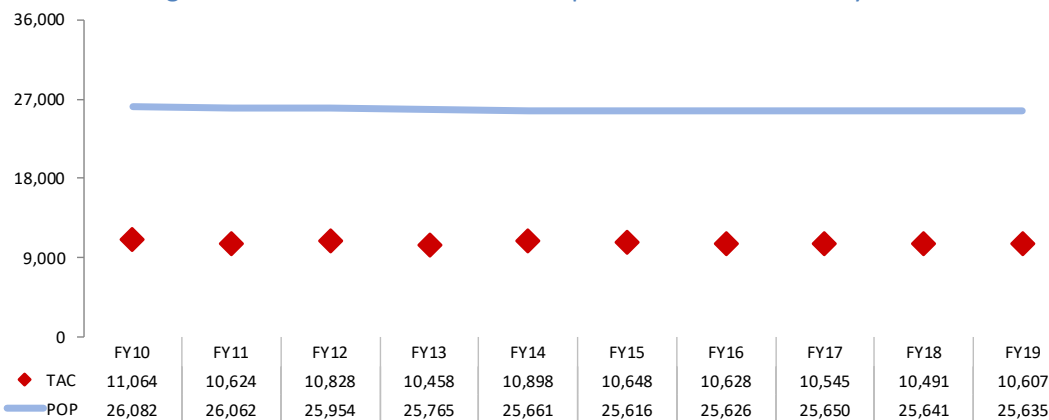 36,000
27,000
18,000
9,000
0
FY10 FY11 FY12 FY13 FY14 FY15 FY16 FY17 FY18 FY19
TAC 11,064 10,624 10,828 10,458 10,898 10,648 10,628 10,545 10,491 10,607
POP 26,082 26,062 25,954 25,765 25,661 25,616 25,626 25,650 25,641 25,635